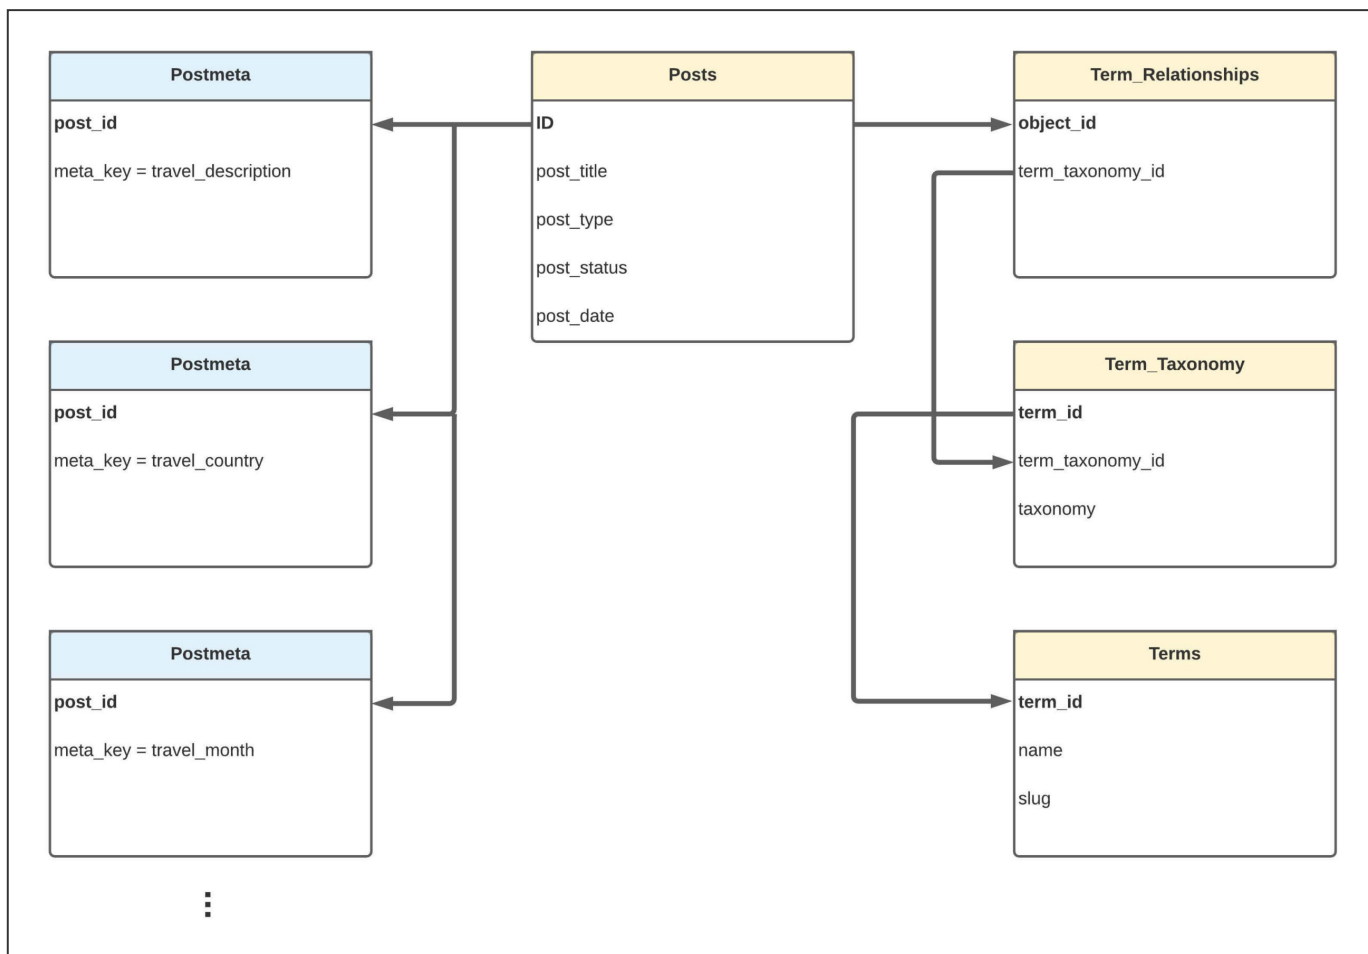 Postmeta
post_id
meta_key = travel_description
Postmeta
post_id
meta_key = travel_country
Postmeta
post_id
meta_key = travel_month
Posts
ID
post_title
post_type
post_status
post_date
Term_Relationships
object_id
term_taxonomy_id
Term_Taxonomy
term_id
term_taxonomy_id
taxonomy
Terms
term_id
name
slug